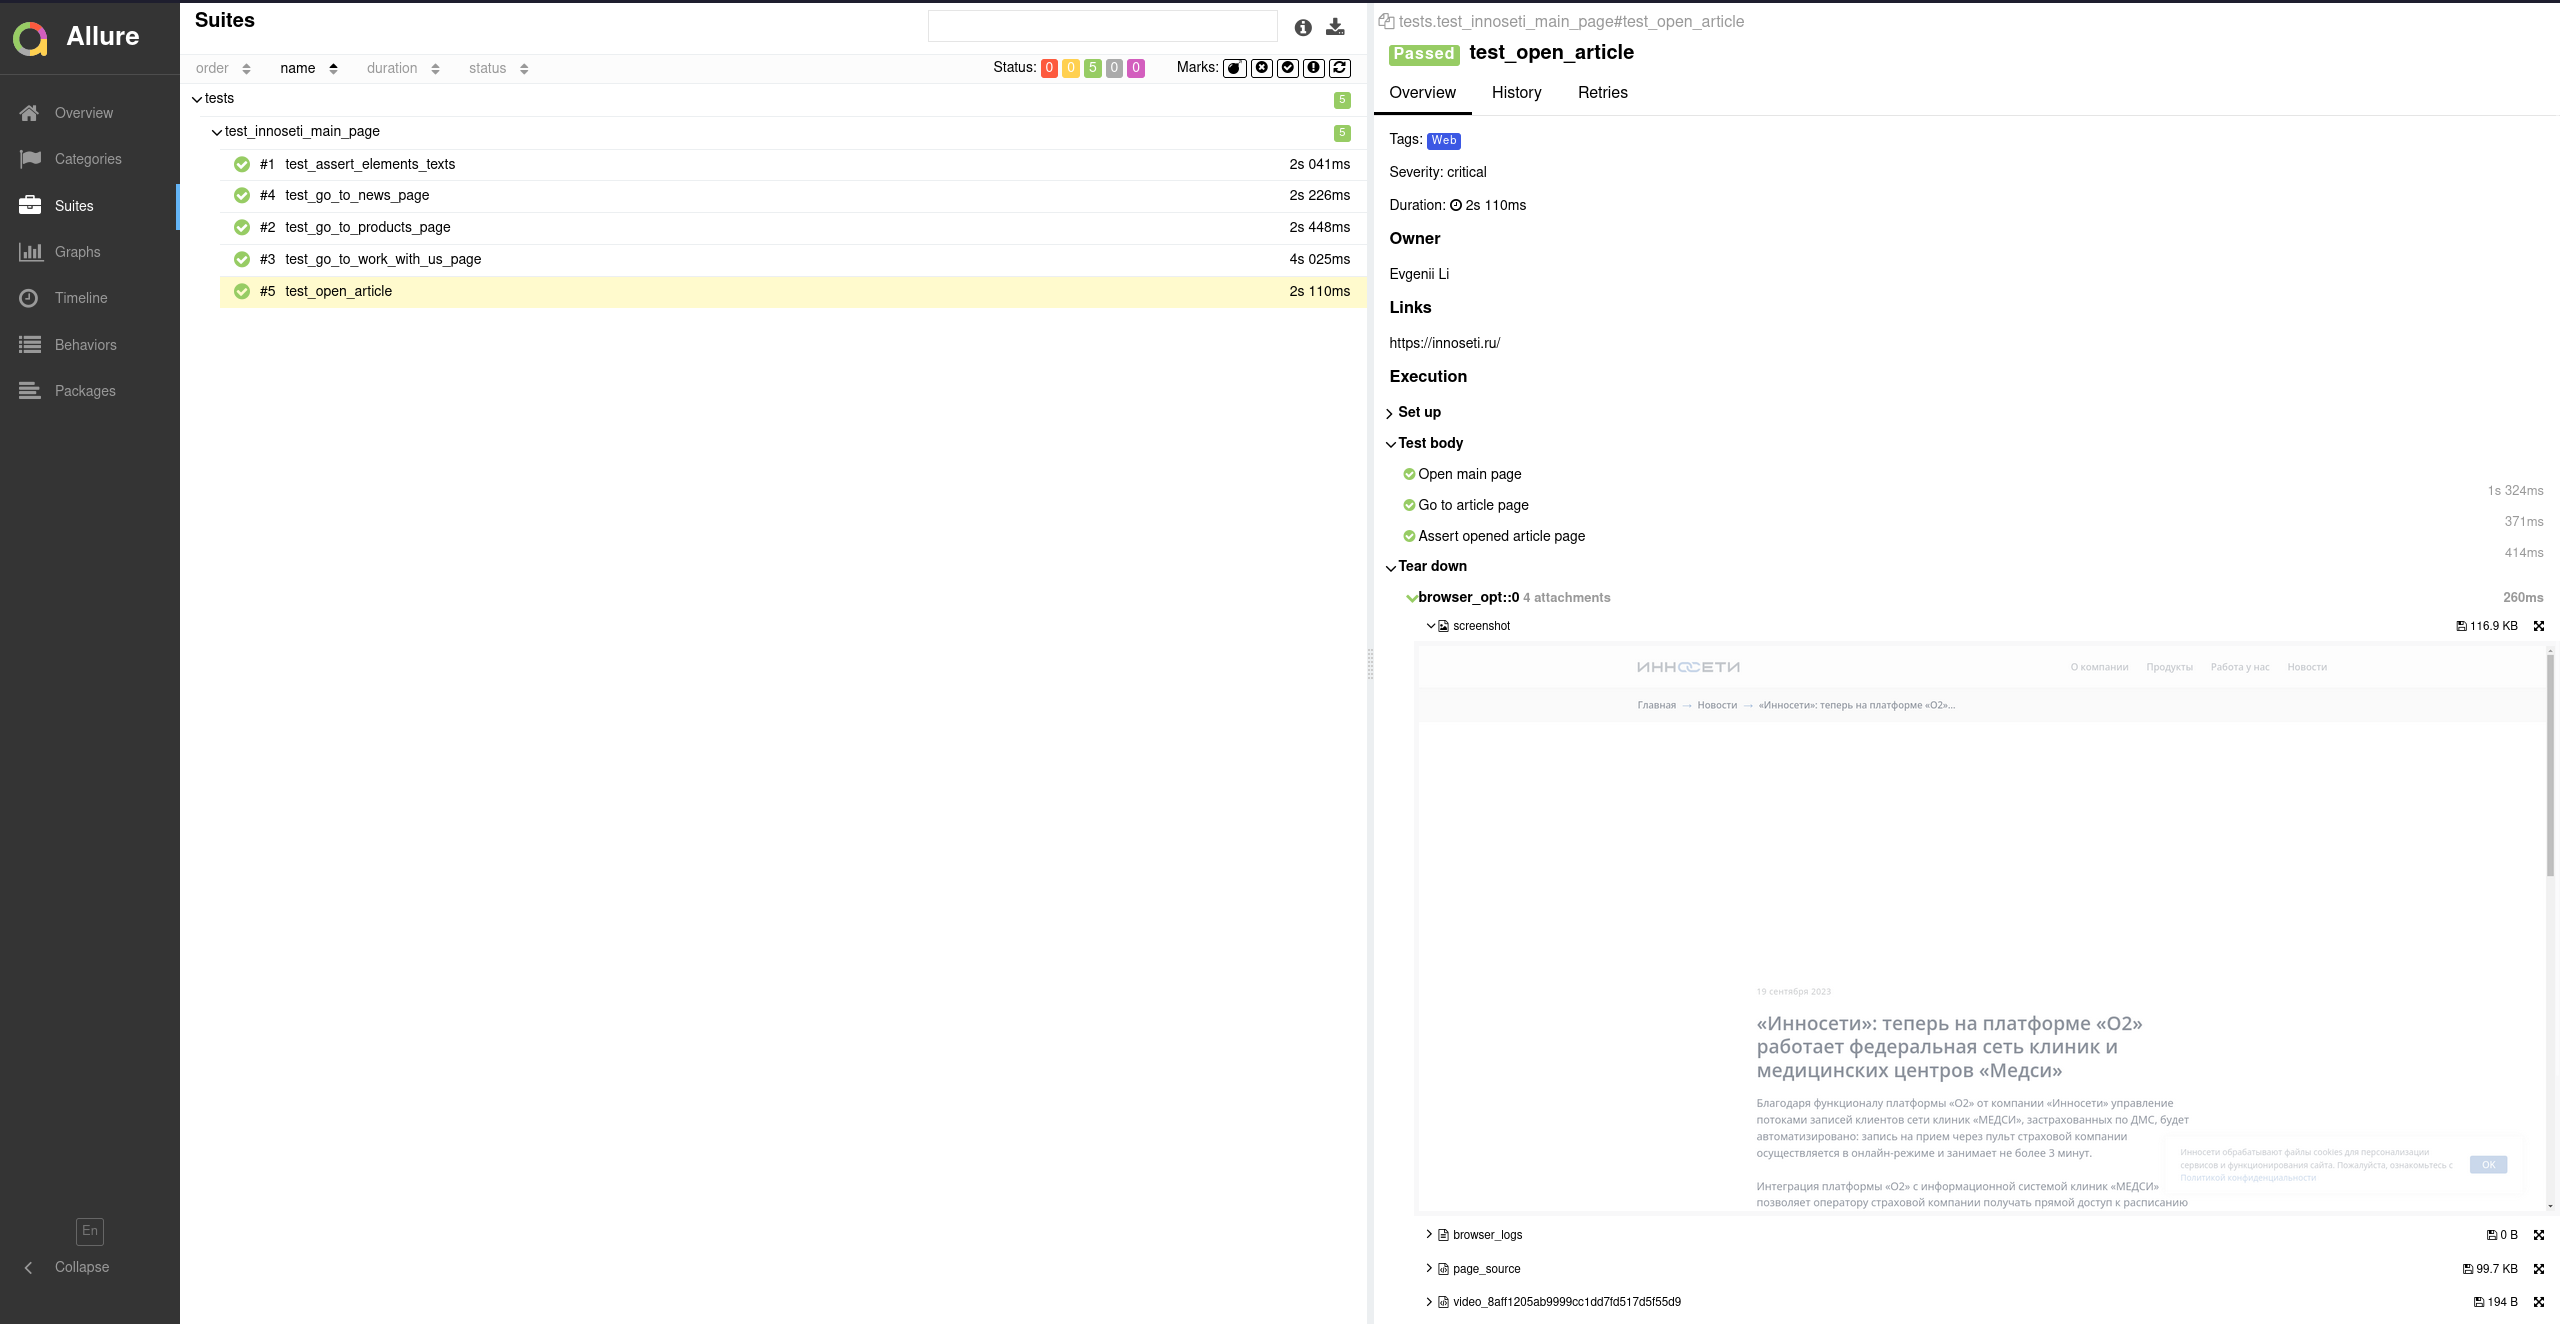 Allure
Overview
Categories
Suites
Graphs
Timeline
Behaviors
Packages
En
Collapse
Suites
order name duration status
Status: 0 0 5 0 0 Marks:
tests 5
test_innoseti_main_page 5
#1 test_assert_elements_texts 2s 041ms
#4 test_go_to_news_page 2s 226ms
#2 test_go_to_products_page 2s 448ms
#3 test_go_to_work_with_us_page 4s 025ms
#5 test_open_article 2s 110ms
tests.test_innoseti_main_page#test_open_article
Passed test_open_article
Overview History Retries
Tags: Web
Severity: critical
Duration: 2s 110ms
Owner
Evgenii Li
Links
https://innoseti.ru/
Execution
Set up
Test body
Open main page
1s 324ms
Go to article page
371ms
Assert opened article page
414ms
Tear down
browser_opt::0 4 attachments 260ms
screenshot 116.9 KB
ИННОСЕТИ О компании Продукты Работа у нас Новости
Главная → Новости → «Инносети»: теперь на платформе «О2»...
19 сентября 2023
«Инносети»: теперь на платформе «О2»
работает федеральная сеть клиник и
медицинских центров «Медси»
Благодаря функционалу платформы «О2» от компании «Инносети» управление
потоками записей клиентов сети клиник «МЕДСИ», застрахованных по ДМС, будет
автоматизировано: запись на прием через пульт страховой компании
осуществляется в онлайн-режиме и занимает не более 3 минут.
Интеграция платформы «О2» с информационной системой клиник «МЕДСИ»
позволяет оператору страховой компании получать прямой доступ к расписанию
Инносети обрабатывают файлы cookies для персонализации
сервисов и функционирования сайта. Пожалуйста, ознакомьтесь с
Политикой конфиденциальности
OK
browser_logs 0 B
page_source 99.7 KB
video_8aff1205ab9999cc1dd7fd517d5f55d9 194 B